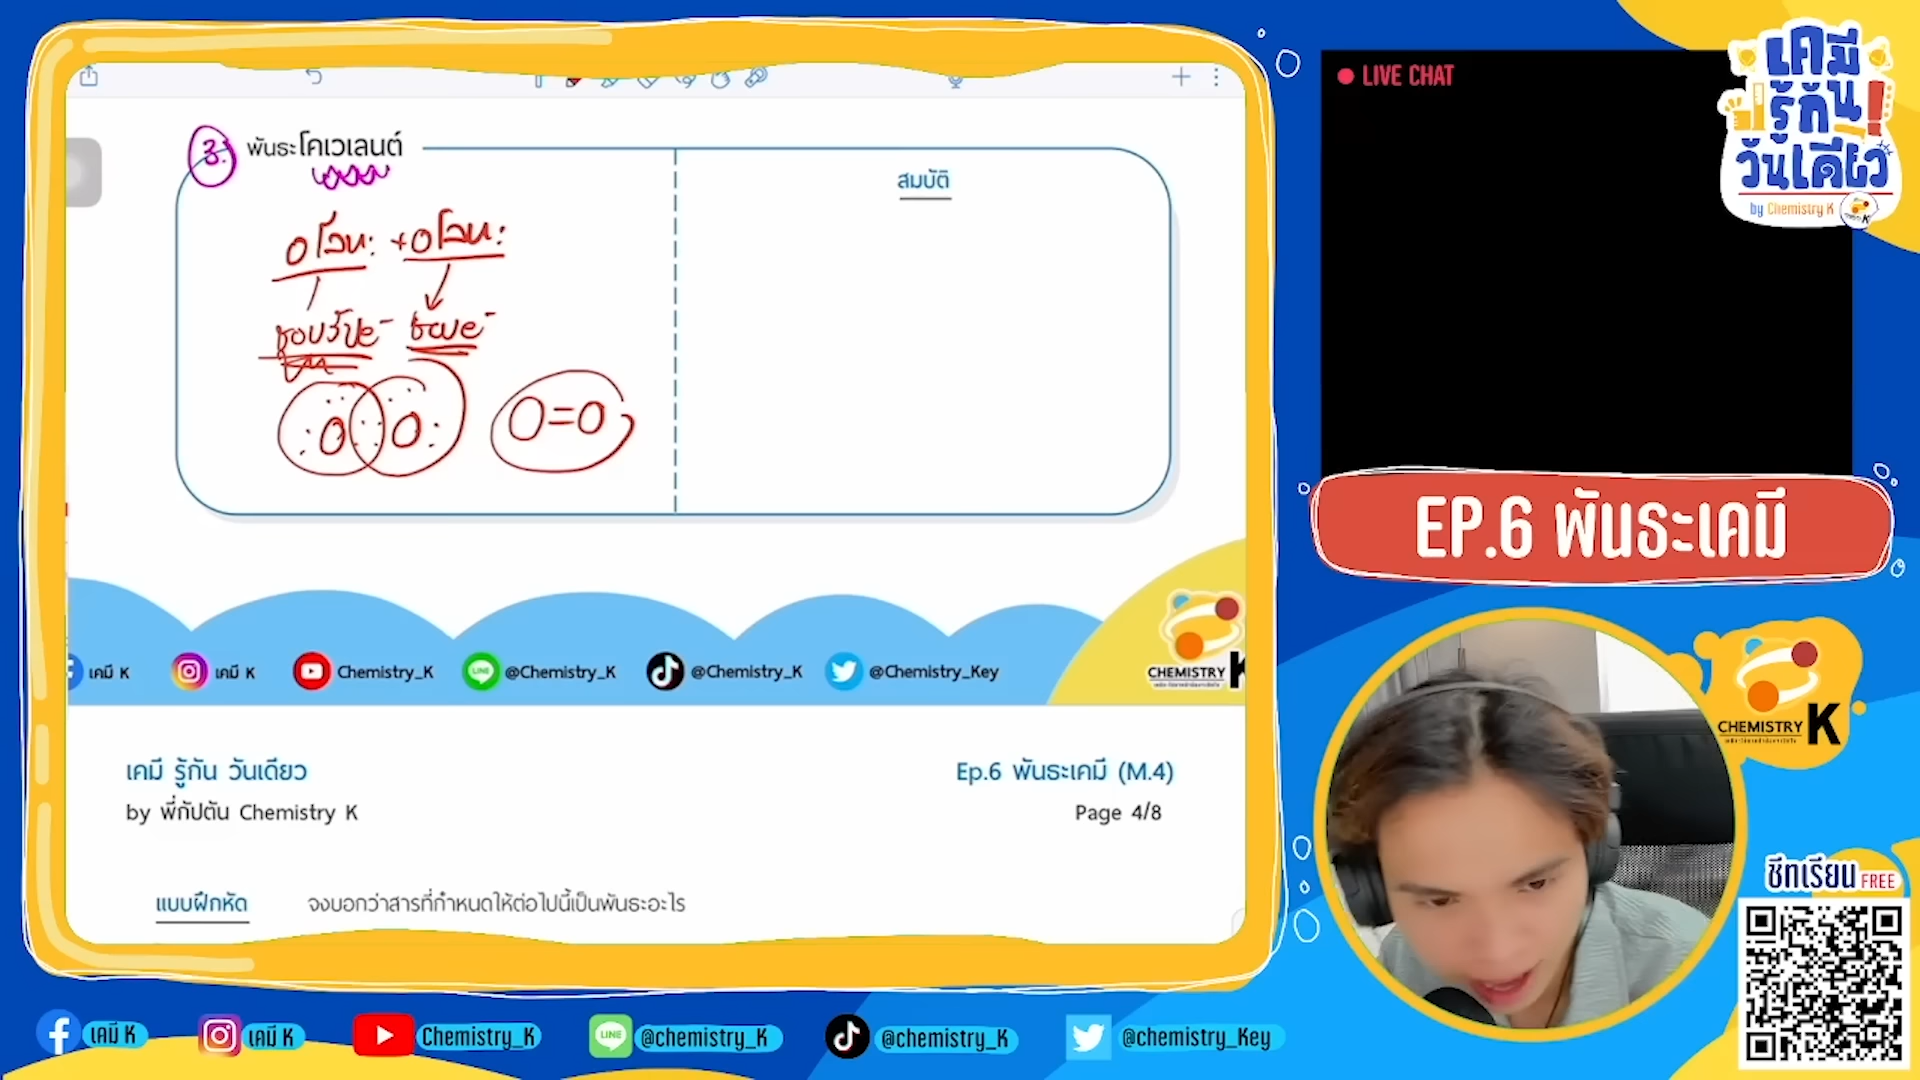 LIVE CHAT
เคมี
รู้กัน!
วันเดียว
by Chemistry K
3.
พันธะโคเวเลนต์
สมบัติ
อโลหะ + อโลหะ
ชอบรับe⁻
O O O=O
EP.6 พันธะเคมี
เคมี K
เคมี K
Chemistry_K
@Chemistry_K
@Chemistry_K
@Chemistry_Key
CHEMISTRY K
CHEMISTRY K
เคมี รู้กัน วันเดียว
Ep.6 พันธะเคมี (M.4)
by พี่กัปตัน Chemistry K
Page 4/8
แบบฝึกหัด จงบอกว่าสารที่กำหนดให้ต่อไปนี้เป็นพันธะอะไร
ชีทเรียน FREE
เคมี K
เคมี K
Chemistry_K
@chemistry_K
@chemistry_K
@chemistry_Key